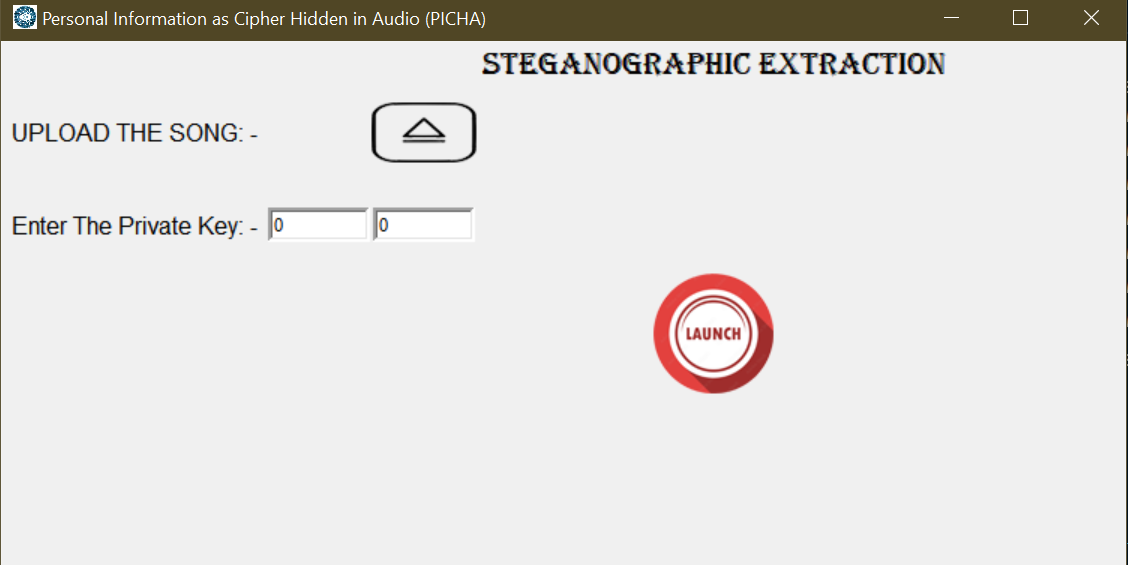 Personal Information as Cipher Hidden in Audio (PICHA)
STEGANOGRAPHIC EXTRACTION
UPLOAD THE SONG: -
Enter The Private Key: - 0 0
LAUNCH